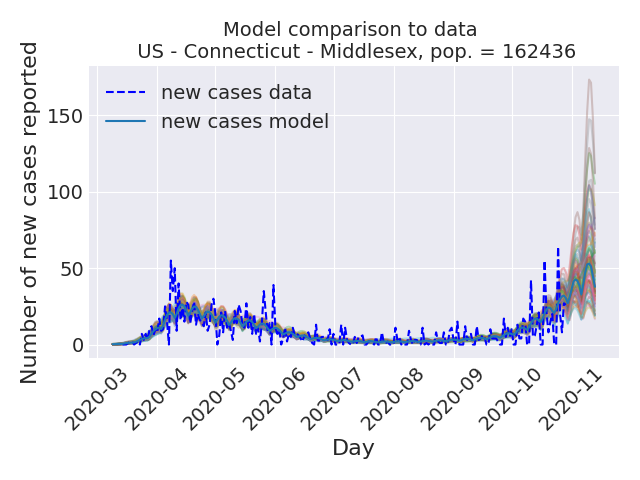 Model comparison to data
US - Connecticut - Middlesex, pop. = 162436
Number of new cases reported
new cases data
new cases model
150
100
50
0
2020-03
2020-04
2020-05
2020-06
2020-07
2020-08
2020-09
2020-10
2020-11
Day